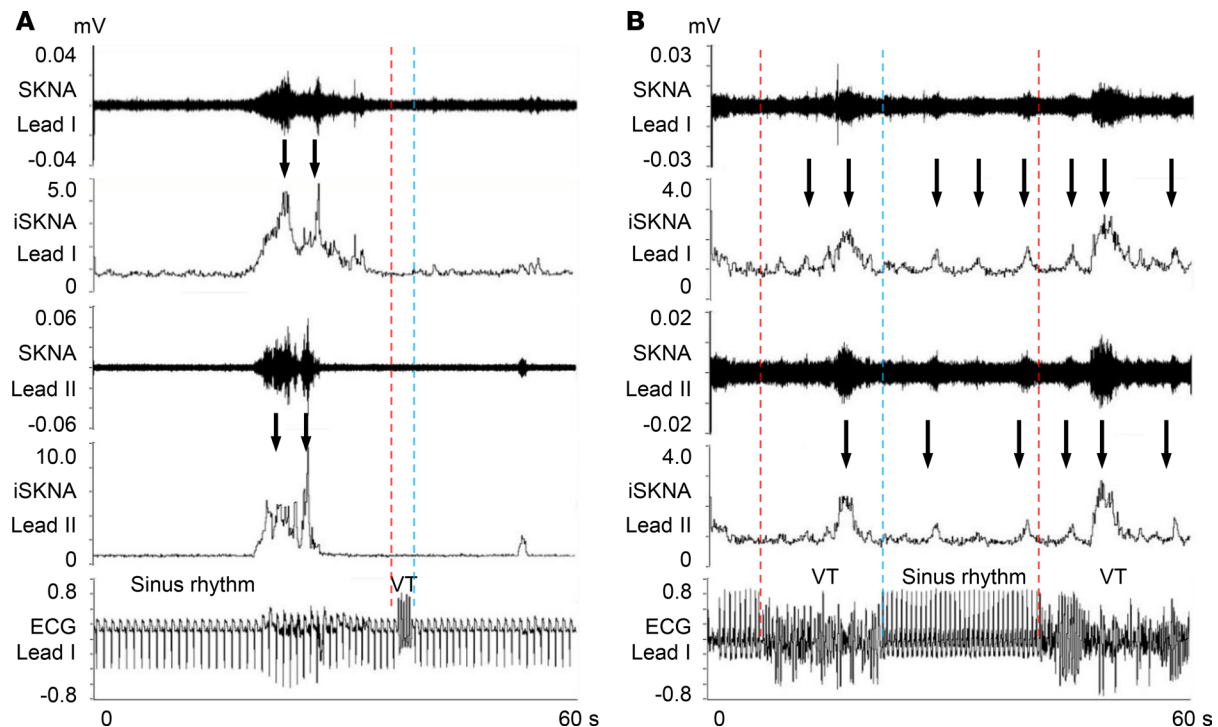 A
mV
0.04
SKNA
Lead I
-0.04
5.0
iSKNA
Lead I
0
0.06
SKNA
Lead II
-0.06
10.0
iSKNA
Lead II
0
Sinus rhythm VT
0.8
ECG
Lead I
-0.8
0 60 s
B
mV
0.03
SKNA
Lead I
-0.03
4.0
iSKNA
Lead I
0
0.02
SKNA
Lead II
-0.02
4.0
iSKNA
Lead II
0
VT Sinus rhythm VT
0.8
ECG
Lead I
-0.8
0 60 s